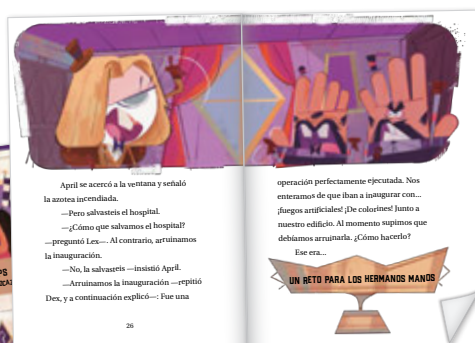 April se acercó a la ventana y señaló
la azotea incendiada.
—Pero salvasteis el hospital.
—¿Cómo que salvamos el hospital?
—preguntó Lex—. Al contrario, arruinamos
la inauguración.
—No, la salvasteis —insistió April.
—Arruinamos la inauguración —repitió
Dex, y a continuación explicó—: Fue una
26
operación perfectamente ejecutada. Nos
enteramos de que iban a inaugurar con...
¡fuegos artificiales! ¡De colorines! Junto a
nuestro edificio. Al momento supimos que
debíamos arruinarla. ¿Cómo hacerlo?
Ese era...
UN RETO PARA LOS HERMANOS MANOS